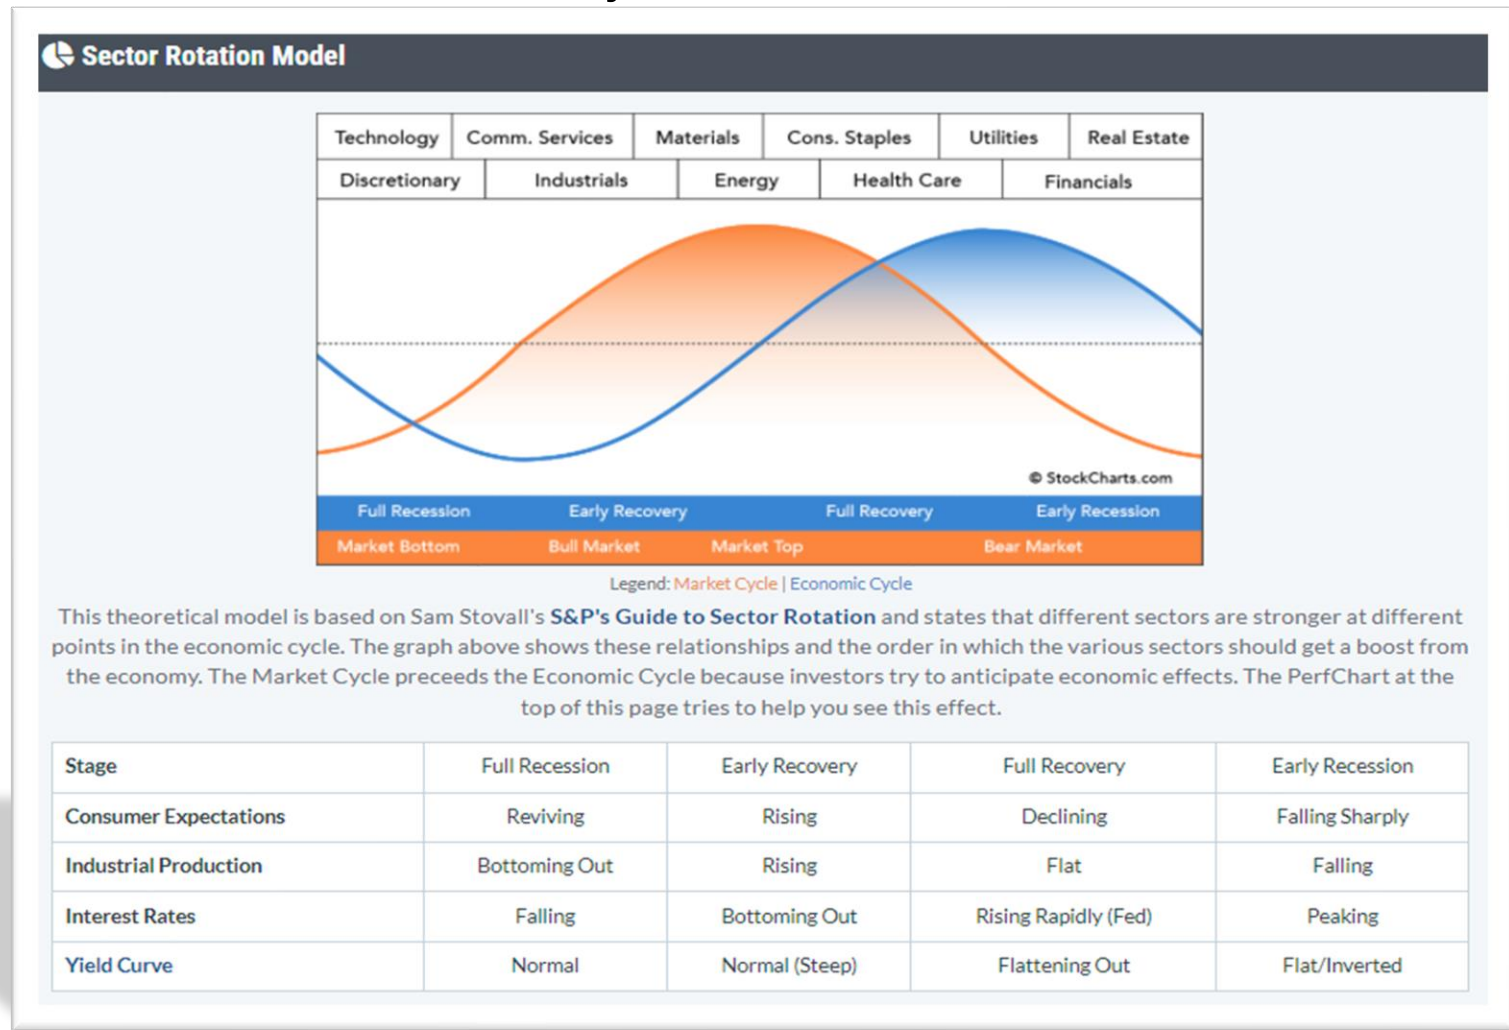 Sector Rotation Model
Technology Comm. Services Materials Cons. Staples Utilities Real Estate
Discretionary Industrials Energy Health Care Financials
© StockCharts.com
Full Recession Early Recovery Full Recovery Early Recession
Market Bottom Bull Market Market Top Bear Market
Legend: Market Cycle | Economic Cycle
This theoretical model is based on Sam Stovall's S&P's Guide to Sector Rotation and states that different sectors are stronger at different
points in the economic cycle. The graph above shows these relationships and the order in which the various sectors should get a boost from
the economy. The Market Cycle preceeds the Economic Cycle because investors try to anticipate economic effects. The PerfChart at the
top of this page tries to help you see this effect.
Stage Full Recession Early Recovery Full Recovery Early Recession
Consumer Expectations Reviving Rising Declining Falling Sharply
Industrial Production Bottoming Out Rising Flat Falling
Interest Rates Falling Bottoming Out Rising Rapidly (Fed) Peaking
Yield Curve Normal Normal (Steep) Flattening Out Flat/Inverted